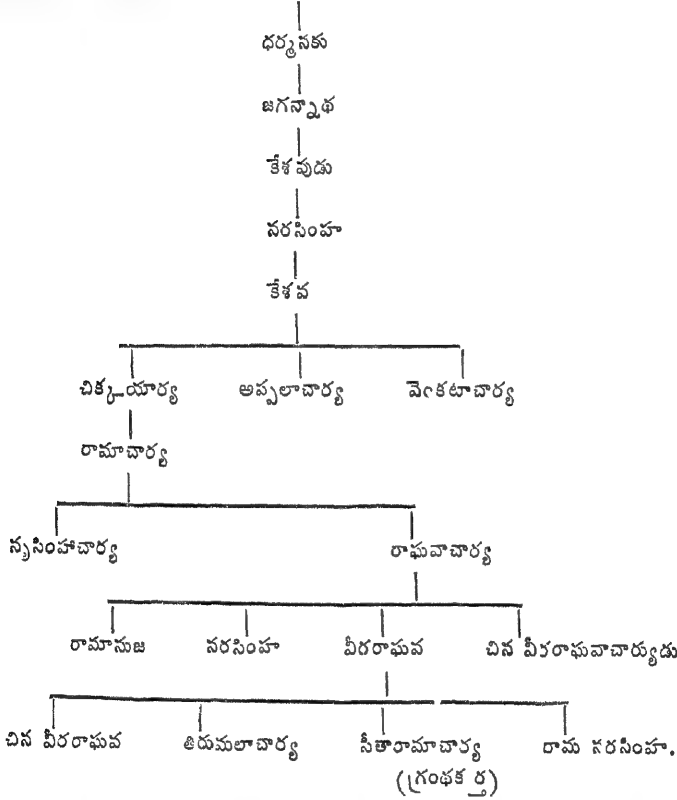 ధర్మనకు
జగన్నాథ
కేశవుడు
నరసింహ
కేశవ
చిక్కయార్య అప్పలాచార్య వెంకటాచార్య
రామాచార్య
నృసింహాచార్య రాఘవాచార్య
రామానుజ నరసింహ వీరరాఘవ చిన వీరరాఘవాచార్యుడు
చిన వీరరాఘవ తిరుమలాచార్య సీతారామాచార్య రామ నరసింహ.
(గ్రంథకర్త)